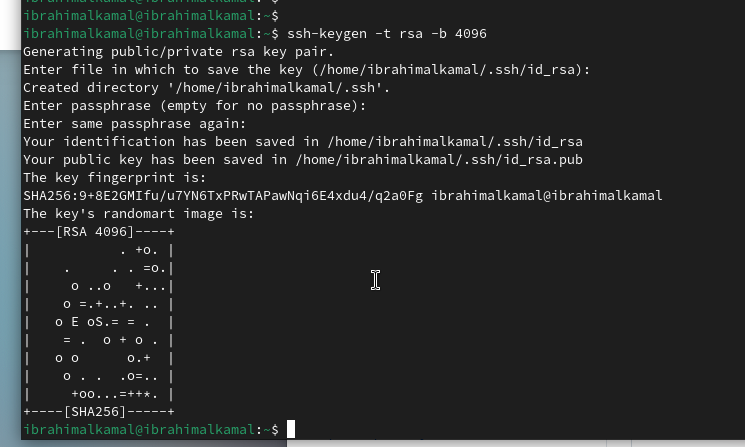 ibrahimalkamal@ibrahimalkamal:~$
ibrahimalkamal@ibrahimalkamal:~$ ssh-keygen -t rsa -b 4096
Generating public/private rsa key pair.
Enter file in which to save the key (/home/ibrahimalkamal/.ssh/id_rsa):
Created directory '/home/ibrahimalkamal/.ssh'.
Enter passphrase (empty for no passphrase):
Enter same passphrase again:
Your identification has been saved in /home/ibrahimalkamal/.ssh/id_rsa
Your public key has been saved in /home/ibrahimalkamal/.ssh/id_rsa.pub
The key fingerprint is:
SHA256:9+8E2GMIfu/u7YN6TxPRwTAPawNqi6E4xdu4/q2a0Fg ibrahimalkamal@ibrahimalkamal
The key's randomart image is:
+---[RSA 4096]----+
|           . +o. |
|    .     . . =o.|
|     o ..o   +...|
|    o =.+..+. .. |
|   o E oS.= = .  |
|    = .  o + o . |
|   o o      o.+  |
|    o . .  .o=.. |
|     +oo...=++*. |
+----[SHA256]-----+
ibrahimalkamal@ibrahimalkamal:~$